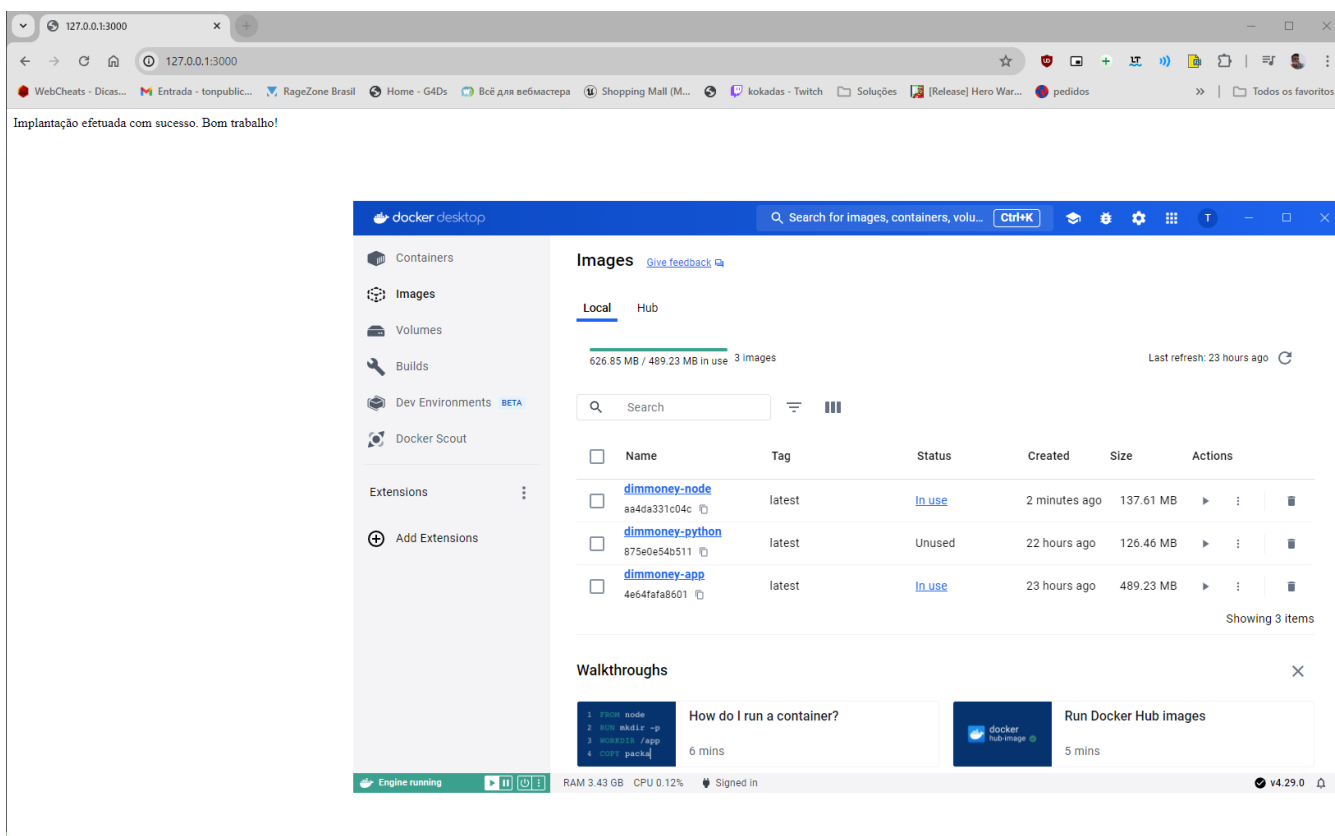 127.0.0.1:3000
127.0.0.1:3000
WebCheats - Dicas... Entrada - tonpublic... RageZone Brasil Home - G4Ds Всё для вебмастера Shopping Mall (M... kokadas - Twitch Soluções [Release] Hero War... pedidos Todos os favoritos
Implantação efetuada com sucesso. Bom trabalho!
docker desktop Search for images, containers, volu... Ctrl+K T
Containers
Images
Volumes
Builds
Dev Environments BETA
Docker Scout
Extensions
Add Extensions
Images Give feedback
Local Hub
626.85 MB / 489.23 MB in use 3 images Last refresh: 23 hours ago
Search
Name Tag Status Created Size Actions
dimmoney-node latest In use 2 minutes ago 137.61 MB
aa4da331c04c
dimmoney-python latest Unused 22 hours ago 126.46 MB
875e0e54b511
dimmoney-app latest In use 23 hours ago 489.23 MB
4e64fafa8601
Showing 3 items
Walkthroughs
1 FROM node
2 RUN mkdir -p
3 WORKDIR /app
4 COPY packa
How do I run a container?
6 mins
docker
hub-image
Run Docker Hub images
5 mins
Engine running RAM 3.43 GB CPU 0.12% Signed in v4.29.0